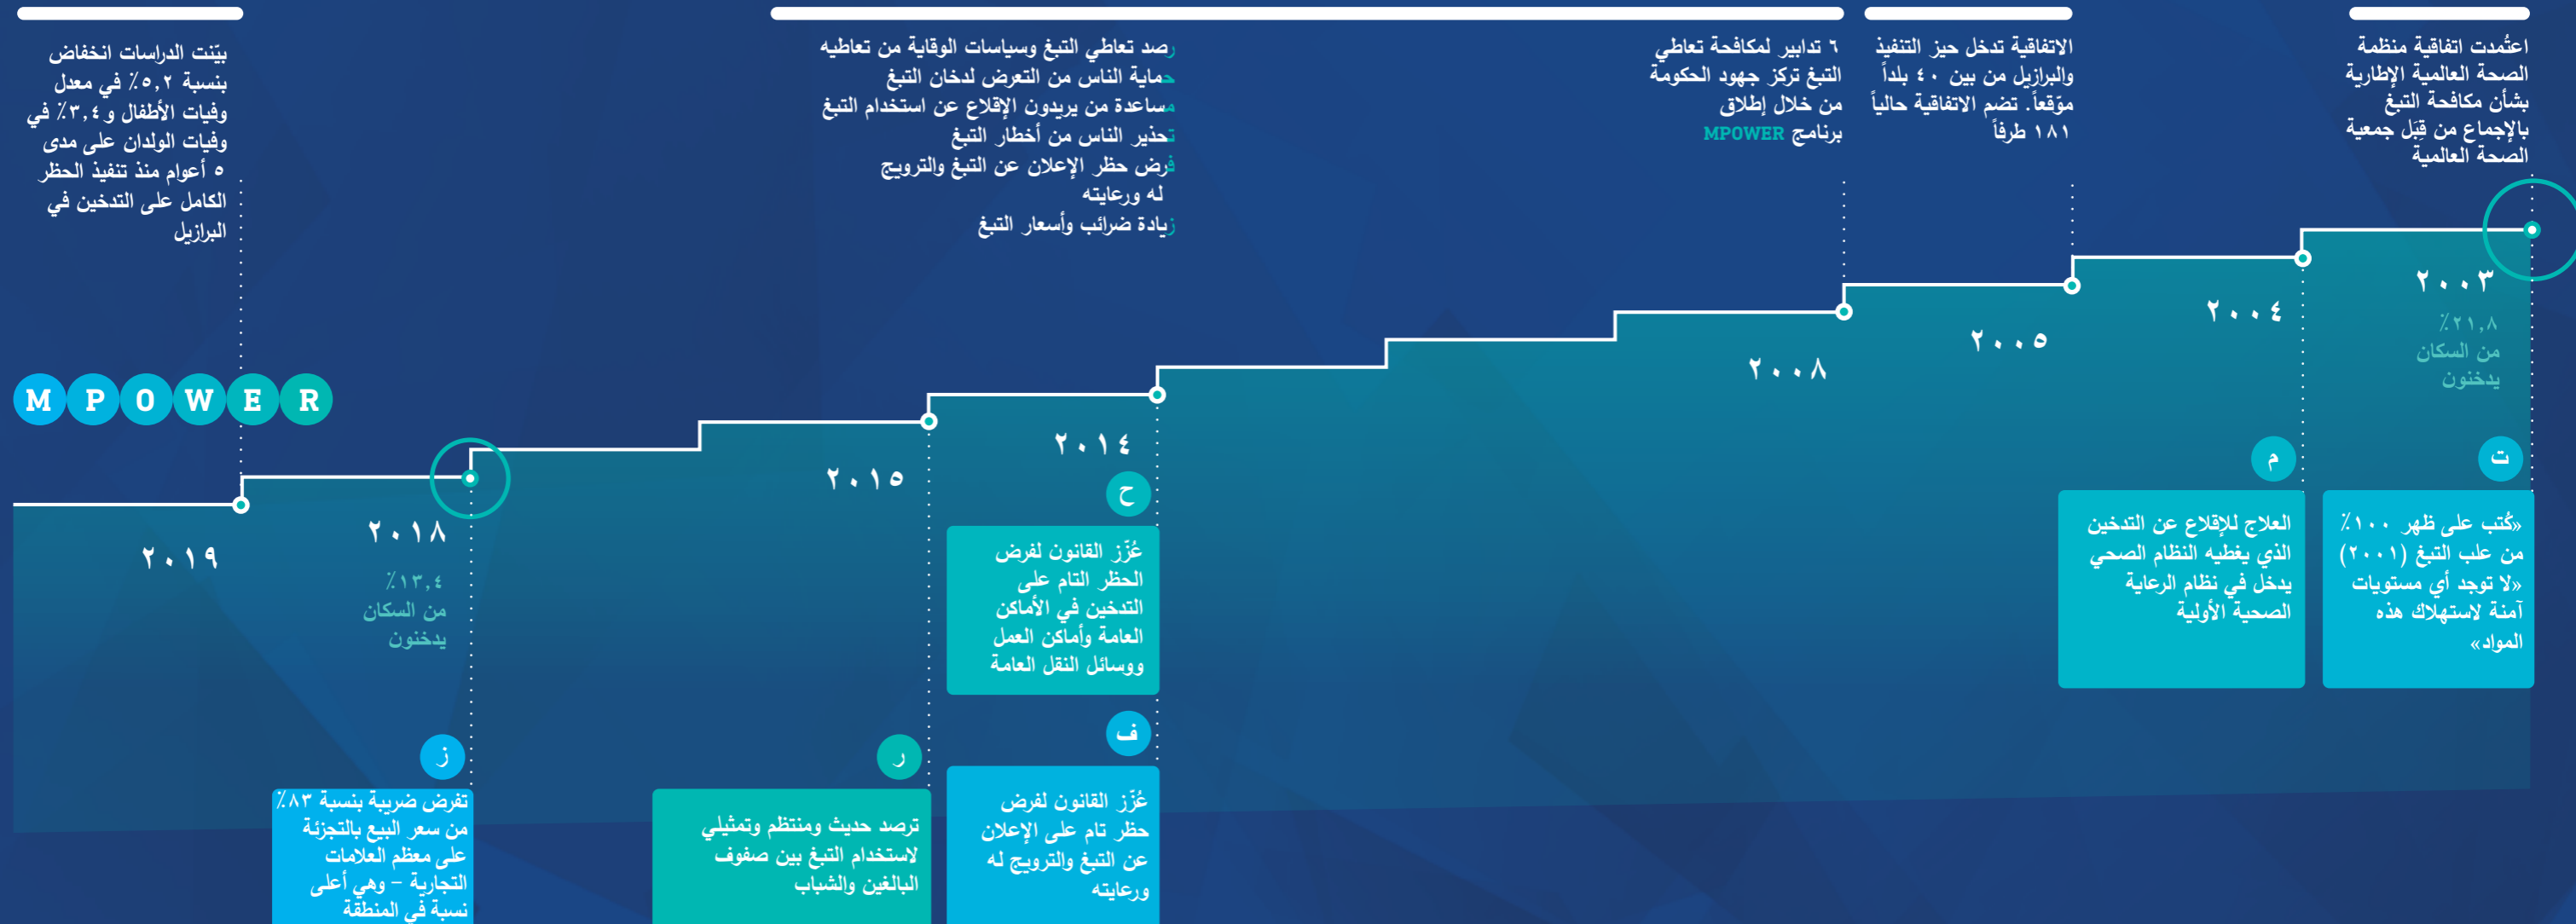 اعتُمدت اتفاقية منظمة
الصحة العالمية الإطارية
بشأن مكافحة التبغ
بالإجماع من قِبَل جمعية
الصحة العالمية
الاتفاقية تدخل حيز التنفيذ
والبرازيل من بين ٤٠ بلداً
موّقعاً. تضم الاتفاقية حالياً
١٨١ طرفاً
٦ تدابير لمكافحة تعاطي
التبغ تركز جهود الحكومة
من خلال إطلاق
برنامج MPOWER
رصد تعاطي التبغ وسياسات الوقاية من تعاطيه
حماية الناس من التعرض لدخان التبغ
مساعدة من يريدون الإقلاع عن استخدام التبغ
تحذير الناس من أخطار التبغ
فرض حظر الإعلان عن التبغ والترويج
له ورعايته
زيادة ضرائب وأسعار التبغ
بيّنت الدراسات انخفاض
بنسبة ٥,٢٪ في معدل
وفيات الأطفال و٣,٤٪ في
وفيات الولدان على مدى
٥ أعوام منذ تنفيذ الحظر
الكامل على التدخين في
البرازيل
M P O W E R
٢٠٠٣
٢١,٨٪
من السكان
يدخنون
ت
«كُتب على ظهر ١٠٠٪
من علب التبغ (٢٠٠١)
«لا توجد أي مستويات
آمنة لاستهلاك هذه
المواد»
٢٠٠٤
م
العلاج للإقلاع عن التدخين
الذي يغطيه النظام الصحي
يدخل في نظام الرعاية
الصحية الأولية
٢٠٠٥
٢٠٠٨
٢٠١٤
ح
عُزّز القانون لفرض
الحظر التام على
التدخين في الأماكن
العامة وأماكن العمل
ووسائل النقل العامة
ف
عُزّز القانون لفرض
حظر تام على الإعلان
عن التبغ والترويج له
ورعايته
٢٠١٥
ر
ترصد حديث ومنتظم وتمثيلي
لاستخدام التبغ بين صفوف
البالغين والشباب
٢٠١٨
١٣,٤٪
من السكان
يدخنون
ز
تفرض ضريبة بنسبة ٨٣٪
من سعر البيع بالتجزئة
على معظم العلامات
التجارية – وهي أعلى
نسبة في المنطقة
٢٠١٩